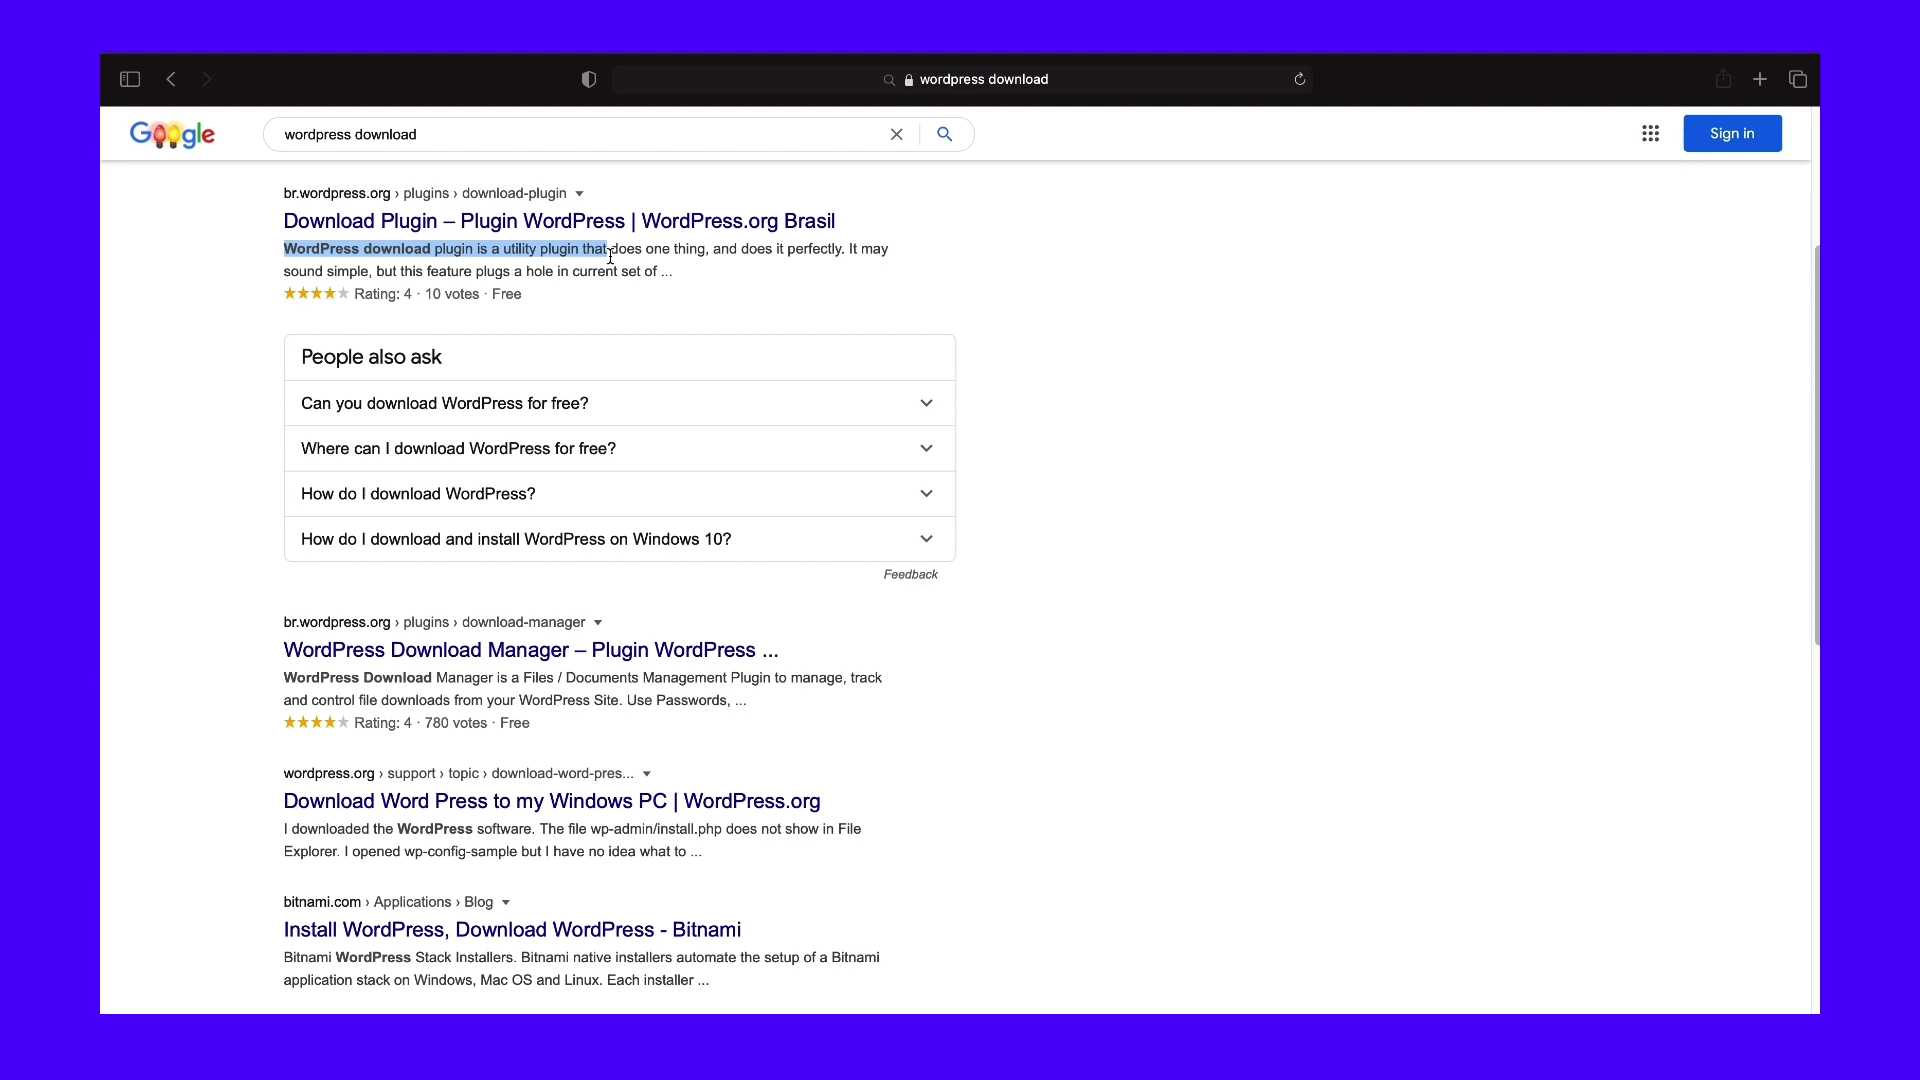 wordpress download
Google
wordpress download
Sign in
br.wordpress.org › plugins › download-plugin
Download Plugin – Plugin WordPress | WordPress.org Brasil
WordPress download plugin is a utility plugin that does one thing, and does it perfectly. It may
sound simple, but this feature plugs a hole in current set of ...
Rating: 4 · 10 votes · Free
People also ask
Can you download WordPress for free?
Where can I download WordPress for free?
How do I download WordPress?
How do I download and install WordPress on Windows 10?
Feedback
br.wordpress.org › plugins › download-manager
WordPress Download Manager – Plugin WordPress ...
WordPress Download Manager is a Files / Documents Management Plugin to manage, track
and control file downloads from your WordPress Site. Use Passwords, ...
Rating: 4 · 780 votes · Free
wordpress.org › support › topic › download-word-pres...
Download Word Press to my Windows PC | WordPress.org
I downloaded the WordPress software. The file wp-admin/install.php does not show in File
Explorer. I opened wp-config-sample but I have no idea what to ...
bitnami.com › Applications › Blog
Install WordPress, Download WordPress - Bitnami
Bitnami WordPress Stack Installers. Bitnami native installers automate the setup of a Bitnami
application stack on Windows, Mac OS and Linux. Each installer ...